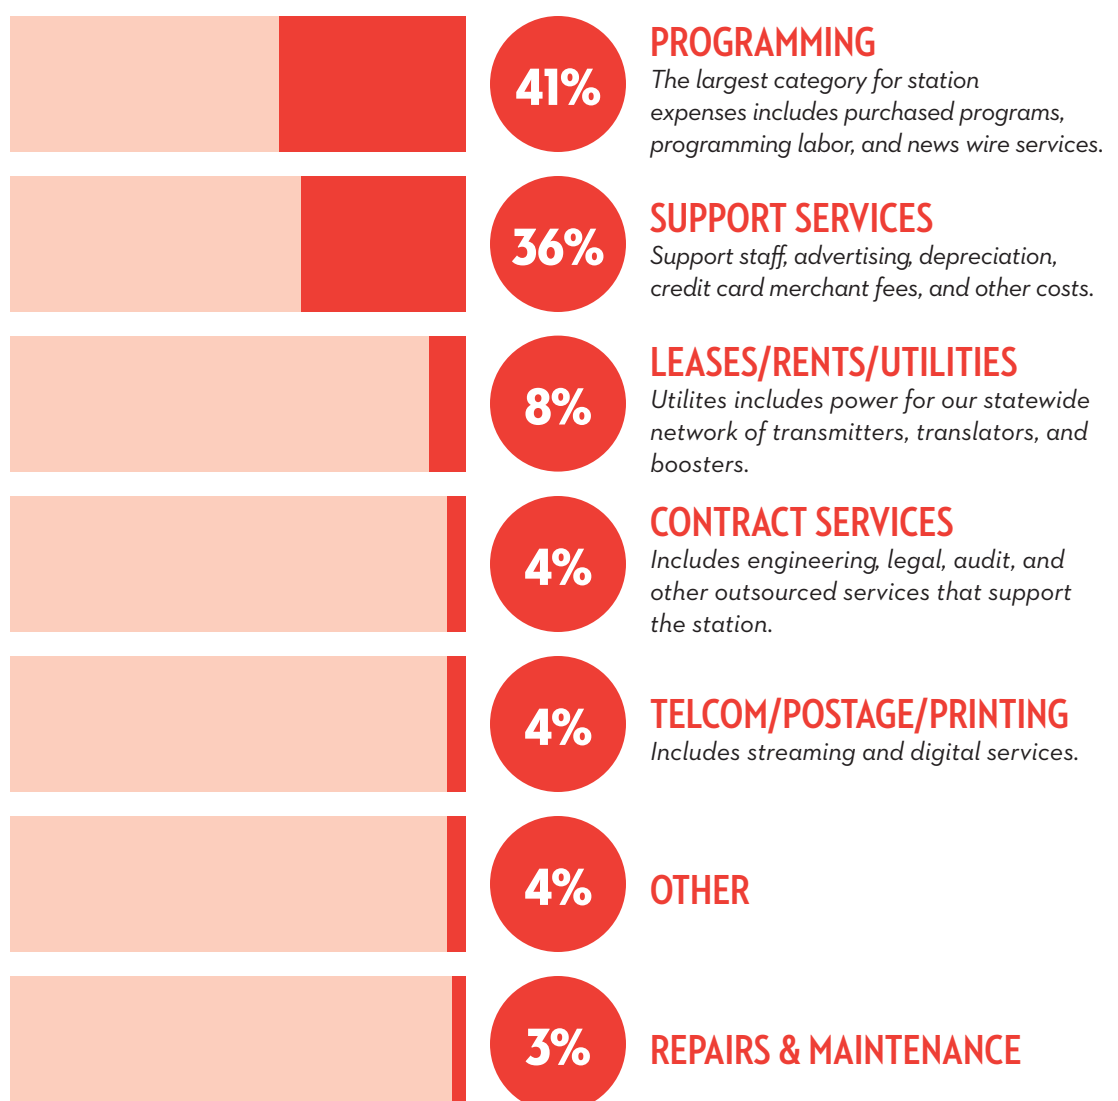 41%
PROGRAMMING
The largest category for station
expenses includes purchased programs,
programming labor, and news wire services.
36%
SUPPORT SERVICES
Support staff, advertising, depreciation,
credit card merchant fees, and other costs.
8%
LEASES/RENTS/UTILITIES
Utilites includes power for our statewide
network of transmitters, translators, and
boosters.
4%
CONTRACT SERVICES
Includes engineering, legal, audit, and
other outsourced services that support
the station.
4%
TELCOM/POSTAGE/PRINTING
Includes streaming and digital services.
4%
OTHER
3%
REPAIRS & MAINTENANCE